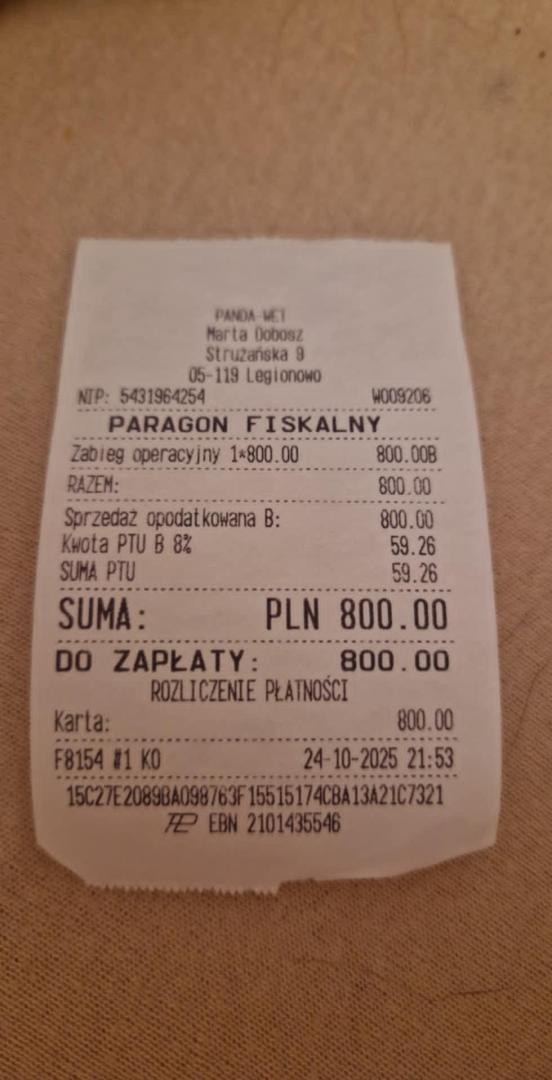 PANDA-WET
Marta Dobosz
Strużańska 9
05-119 Legionowo
NIP: 5431964254 W009206
PARAGON FISKALNY
Zabieg operacyjny 1*800.00 800.00B
RAZEM: 800.00
Sprzedaż opodatkowana B: 800.00
Kwota PTU B 8% 59.26
SUMA PTU 59.26
SUMA: PLN 800.00
DO ZAPŁATY: 800.00
ROZLICZENIE PŁATNOŚCI
Karta: 800.00
F8154 #1 KO 24-10-2025 21:53
15C27E2089BA098763F15515174CBA13A21C7321
EBN 2101435546